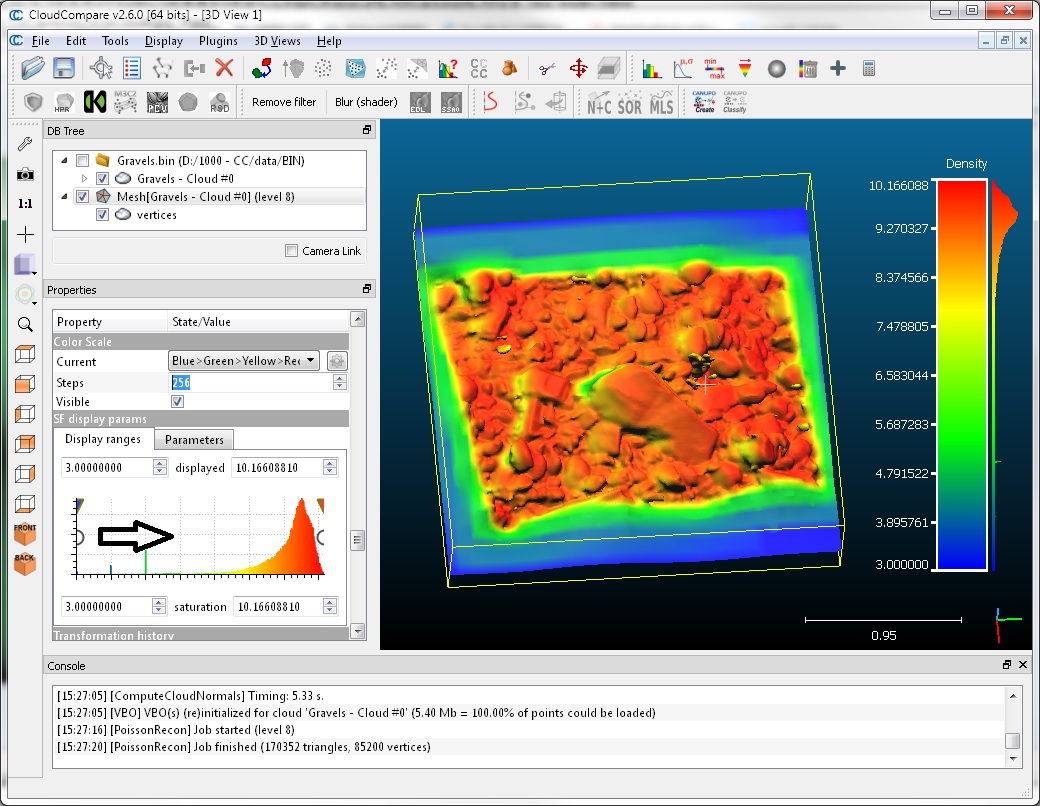 CloudCompare v2.6.0 [64 bits] - [3D View 1]
File Edit Tools Display Plugins 3D Views Help
μ,σ
min
max
CC
CC
HPR
M3C2
PCV
RSD
Remove filter
Blur (shader)
EDL
SSAO
N+C SOR MLS
CANUPO
Create
CANUPO
Classify
1:1
FRONT
BACK
DB Tree
Gravels.bin (D:/1000 - CC/data/BIN)
Gravels - Cloud #0
Mesh[Gravels - Cloud #0] (level 8)
vertices
Camera Link
Properties
Property State/Value
Color Scale
Current Blue>Green>Yellow>Rec
Steps 256
Visible
SF display params
Display ranges Parameters
3.00000000 displayed 10.16608810
3.00000000 saturation 10.16608810
Transformation history
Density
10.166088
9.270327
8.374566
7.478805
6.583044
5.687283
4.791522
3.895761
3.000000
0.95
Console
[15:27:05] [ComputeCloudNormals] Timing: 5.33 s.
[15:27:05] [VBO] VBO(s) (re)initialized for cloud 'Gravels - Cloud #0' (5.40 Mb = 100.00% of points could be loaded)
[15:27:16] [PoissonRecon] Job started (level 8)
[15:27:20] [PoissonRecon] Job finished (170352 triangles, 85200 vertices)